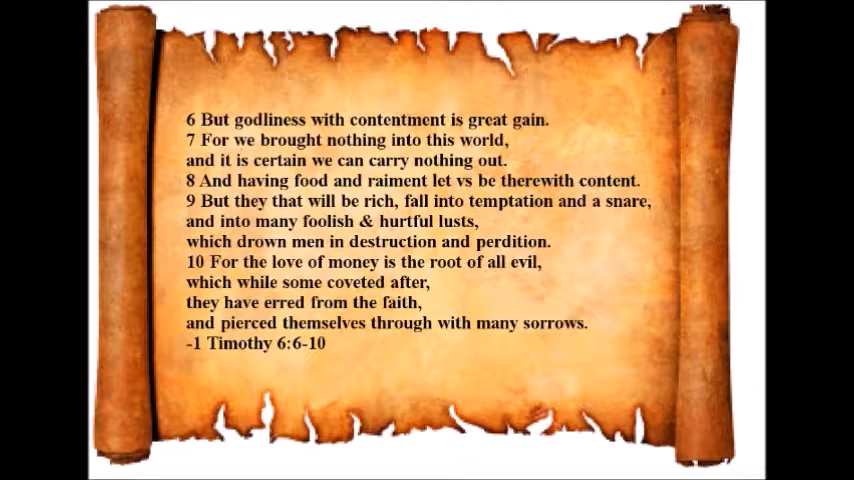 6 But godliness with contentment is great gain.
7 For we brought nothing into this world,
and it is certain we can carry nothing out.
8 And having food and raiment let vs be therewith content.
9 But they that will be rich, fall into temptation and a snare,
and into many foolish & hurtful lusts,
which drown men in destruction and perdition.
10 For the love of money is the root of all evil,
which while some coveted after,
they have erred from the faith,
and pierced themselves through with many sorrows.
-1 Timothy 6:6-10